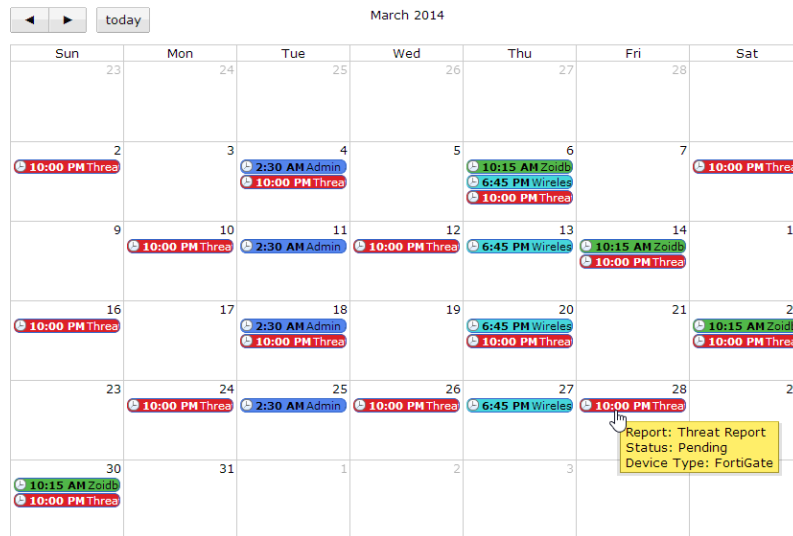 ◄ ► today March 2014
Sun Mon Tue Wed Thu Fri Sat
23 24 25 26 27 28
2 3 4 5 6 7
10:00 PM Threa 2:30 AM Admin 10:15 AM Zoidb 10:00 PM Threa
10:00 PM Threa 6:45 PM Wireles
10:00 PM Threa
9 10 11 12 13 14 1
10:00 PM Threa 2:30 AM Admin 10:00 PM Threa 6:45 PM Wireles 10:15 AM Zoidb
10:00 PM Threa
16 17 18 19 20 21 2
10:00 PM Threa 2:30 AM Admin 6:45 PM Wireles 10:15 AM Zoidb
10:00 PM Threa 10:00 PM Threa 10:00 PM Threa
23 24 25 26 27 28 2
10:00 PM Threa 2:30 AM Admin 10:00 PM Threa 6:45 PM Wireles 10:00 PM Threa
Report: Threat Report
Status: Pending
Device Type: FortiGate
30 31 1 2 3
10:15 AM Zoidb
10:00 PM Threa